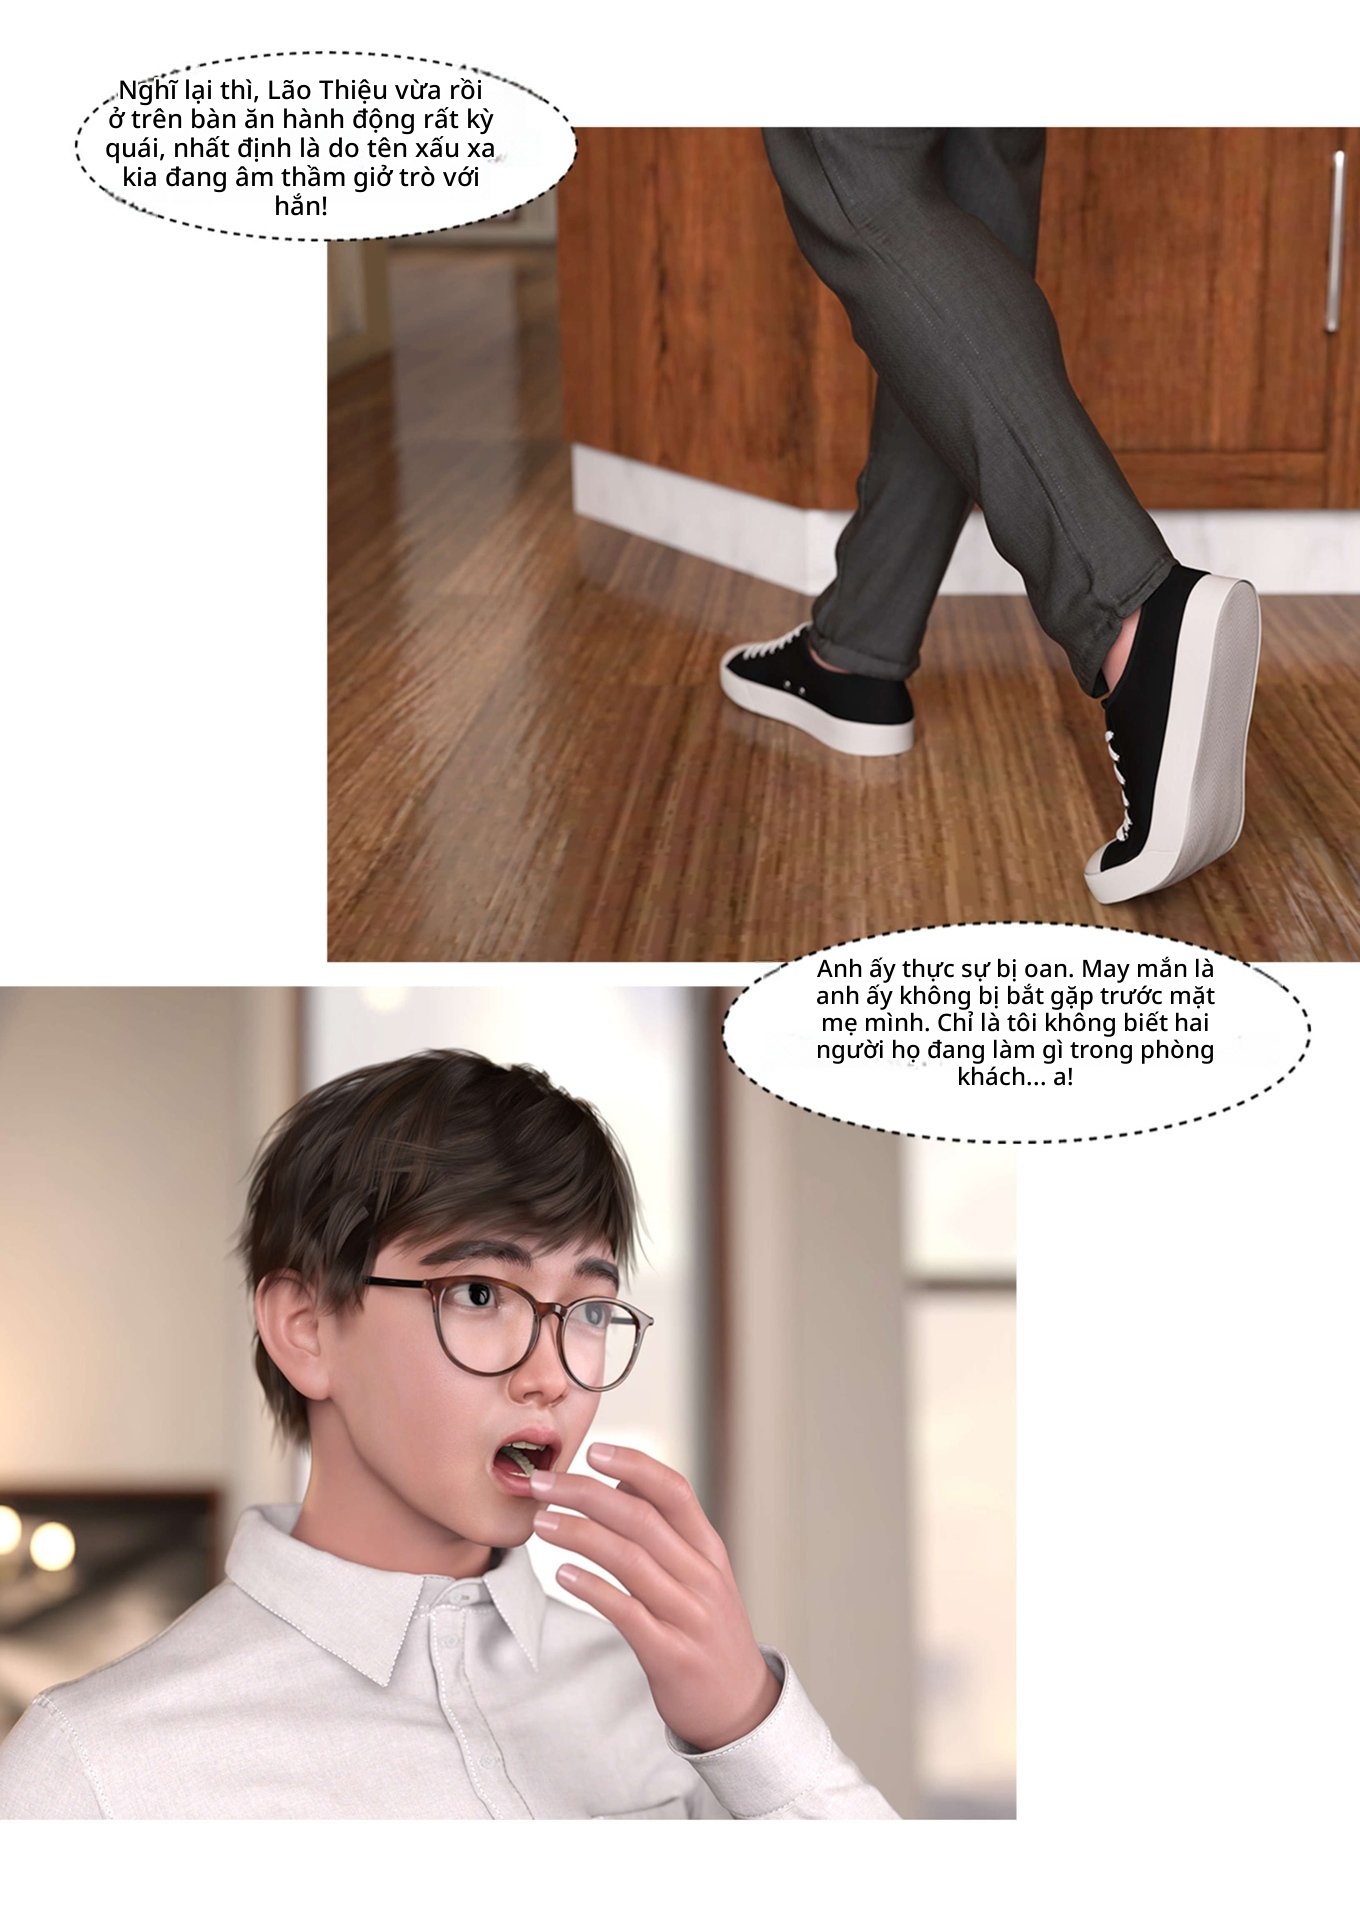 Nghĩ lại thì, Lão Thiệu vừa rồi
ở trên bàn ăn hành động rất kỳ
quái, nhất định là do tên xấu xa
kia đang âm thầm giở trò với
hắn!
Anh ấy thực sự bị oan. May mắn là
anh ấy không bị bắt gặp trước mặt
mẹ mình. Chỉ là tôi không biết hai
người họ đang làm gì trong phòng
khách... a!